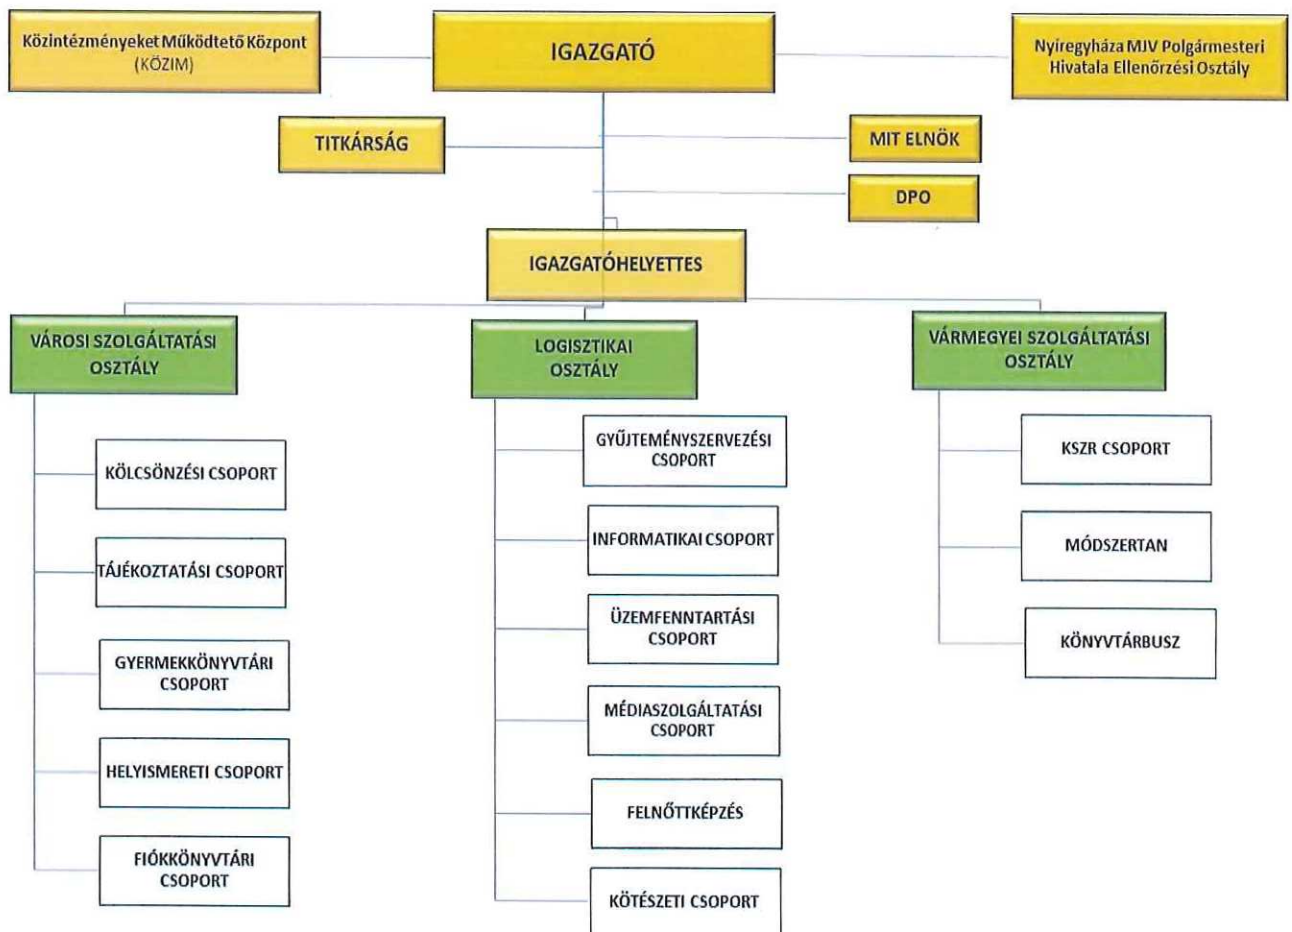 Közintézményeket Működtető Központ
(KÖZIM)
IGAZGATÓ
Nyíregyháza MJV Polgármesteri
Hivatala Ellenőrzési Osztály
TITKÁRSÁG
MIT ELNÖK
DPO
IGAZGATÓHELYETTES
VÁROSI SZOLGÁLTATÁSI
OSZTÁLY
KÖLCSÖNZÉSI CSOPORT
TÁJÉKOZTATÁSI CSOPORT
GYERMEKKÖNYVTÁRI
CSOPORT
HELYISMERETI CSOPORT
FIÓKKÖNYVTÁRI
CSOPORT
LOGISZTIKAI
OSZTÁLY
GYŰJTEMÉNYSZERVEZÉSI
CSOPORT
INFORMATIKAI CSOPORT
ÜZEMFENNTARTÁSI
CSOPORT
MÉDIASZOLGÁLTATÁSI
CSOPORT
FELNŐTTKÉPZÉS
KÖTÉSZETI CSOPORT
VÁRMEGYEI SZOLGÁLTATÁSI
OSZTÁLY
KSZR CSOPORT
MÓDSZERTAN
KÖNYVTÁRBUSZ